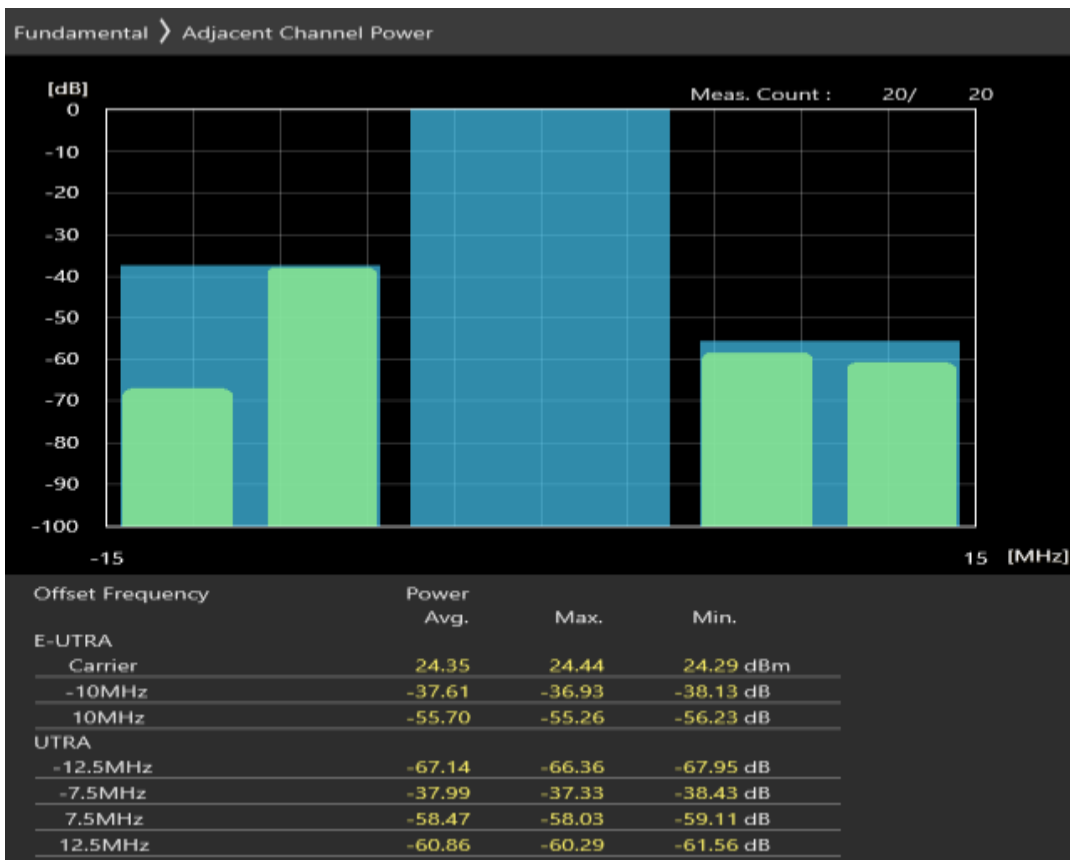 Fundamental 〉 Adjacent Channel Power
[dB]
Meas. Count : 20/ 20
0
-10
-20
-30
-40
-50
-60
-70
-80
-90
-100
-15 15 [MHz]
Offset Frequency Power
Avg. Max. Min.
E-UTRA
Carrier 24.35 24.44 24.29 dBm
-10MHz -37.61 -36.93 -38.13 dB
10MHz -55.70 -55.26 -56.23 dB
UTRA
-12.5MHz -67.14 -66.36 -67.95 dB
-7.5MHz -37.99 -37.33 -38.43 dB
7.5MHz -58.47 -58.03 -59.11 dB
12.5MHz -60.86 -60.29 -61.56 dB